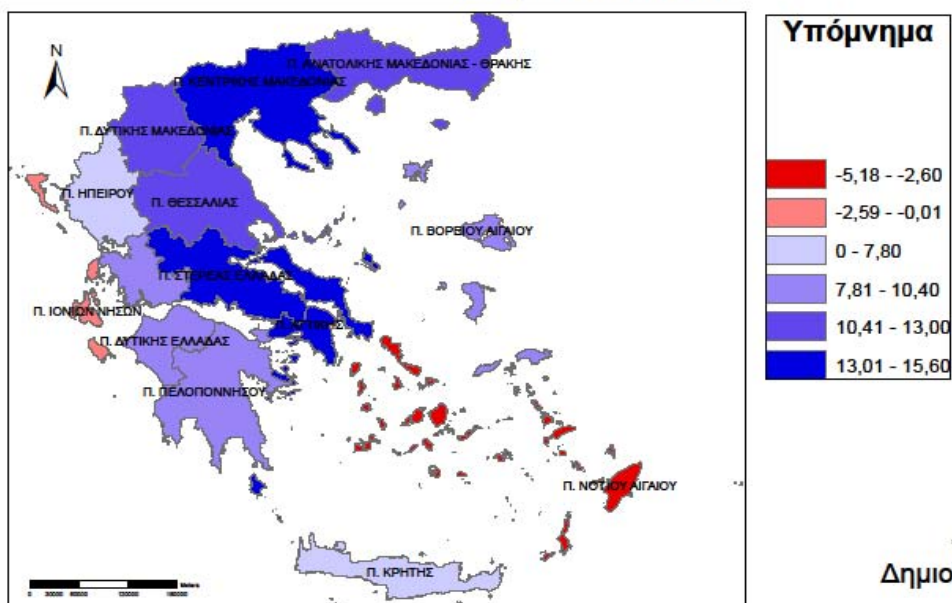 Υπόμνημα
N
Π. ΑΝΑΤΟΛΙΚΗΣ ΜΑΚΕΔΟΝΙΑΣ - ΘΡΑΚΗΣ
Π. ΚΕΝΤΡΙΚΗΣ ΜΑΚΕΔΟΝΙΑΣ
Π. ΔΥΤΙΚΗΣ ΜΑΚΕΔΟΝΙΑΣ
-5,18 - -2,60
Π. ΗΠΕΙΡΟΥ
Π. ΘΕΣΣΑΛΙΑΣ
-2,59 - -0,01
Π. ΒΟΡΕΙΟΥ ΑΙΓΑΙΟΥ
0 - 7,80
Π. ΣΤΕΡΕΑΣ ΕΛΛΑΔΑΣ
7,81 - 10,40
Π. ΙΟΝΙΩΝ ΝΗΣΩΝ
Π. ΑΤΤΙΚΗΣ
10,41 - 13,00
Π. ΔΥΤΙΚΗΣ ΕΛΛΑΔΑΣ
13,01 - 15,60
Π. ΠΕΛΟΠΟΝΝΗΣΟΥ
Π. ΝΟΤΙΟΥ ΑΙΓΑΙΟΥ
Π. ΚΡΗΤΗΣ
Δημιο
Meters